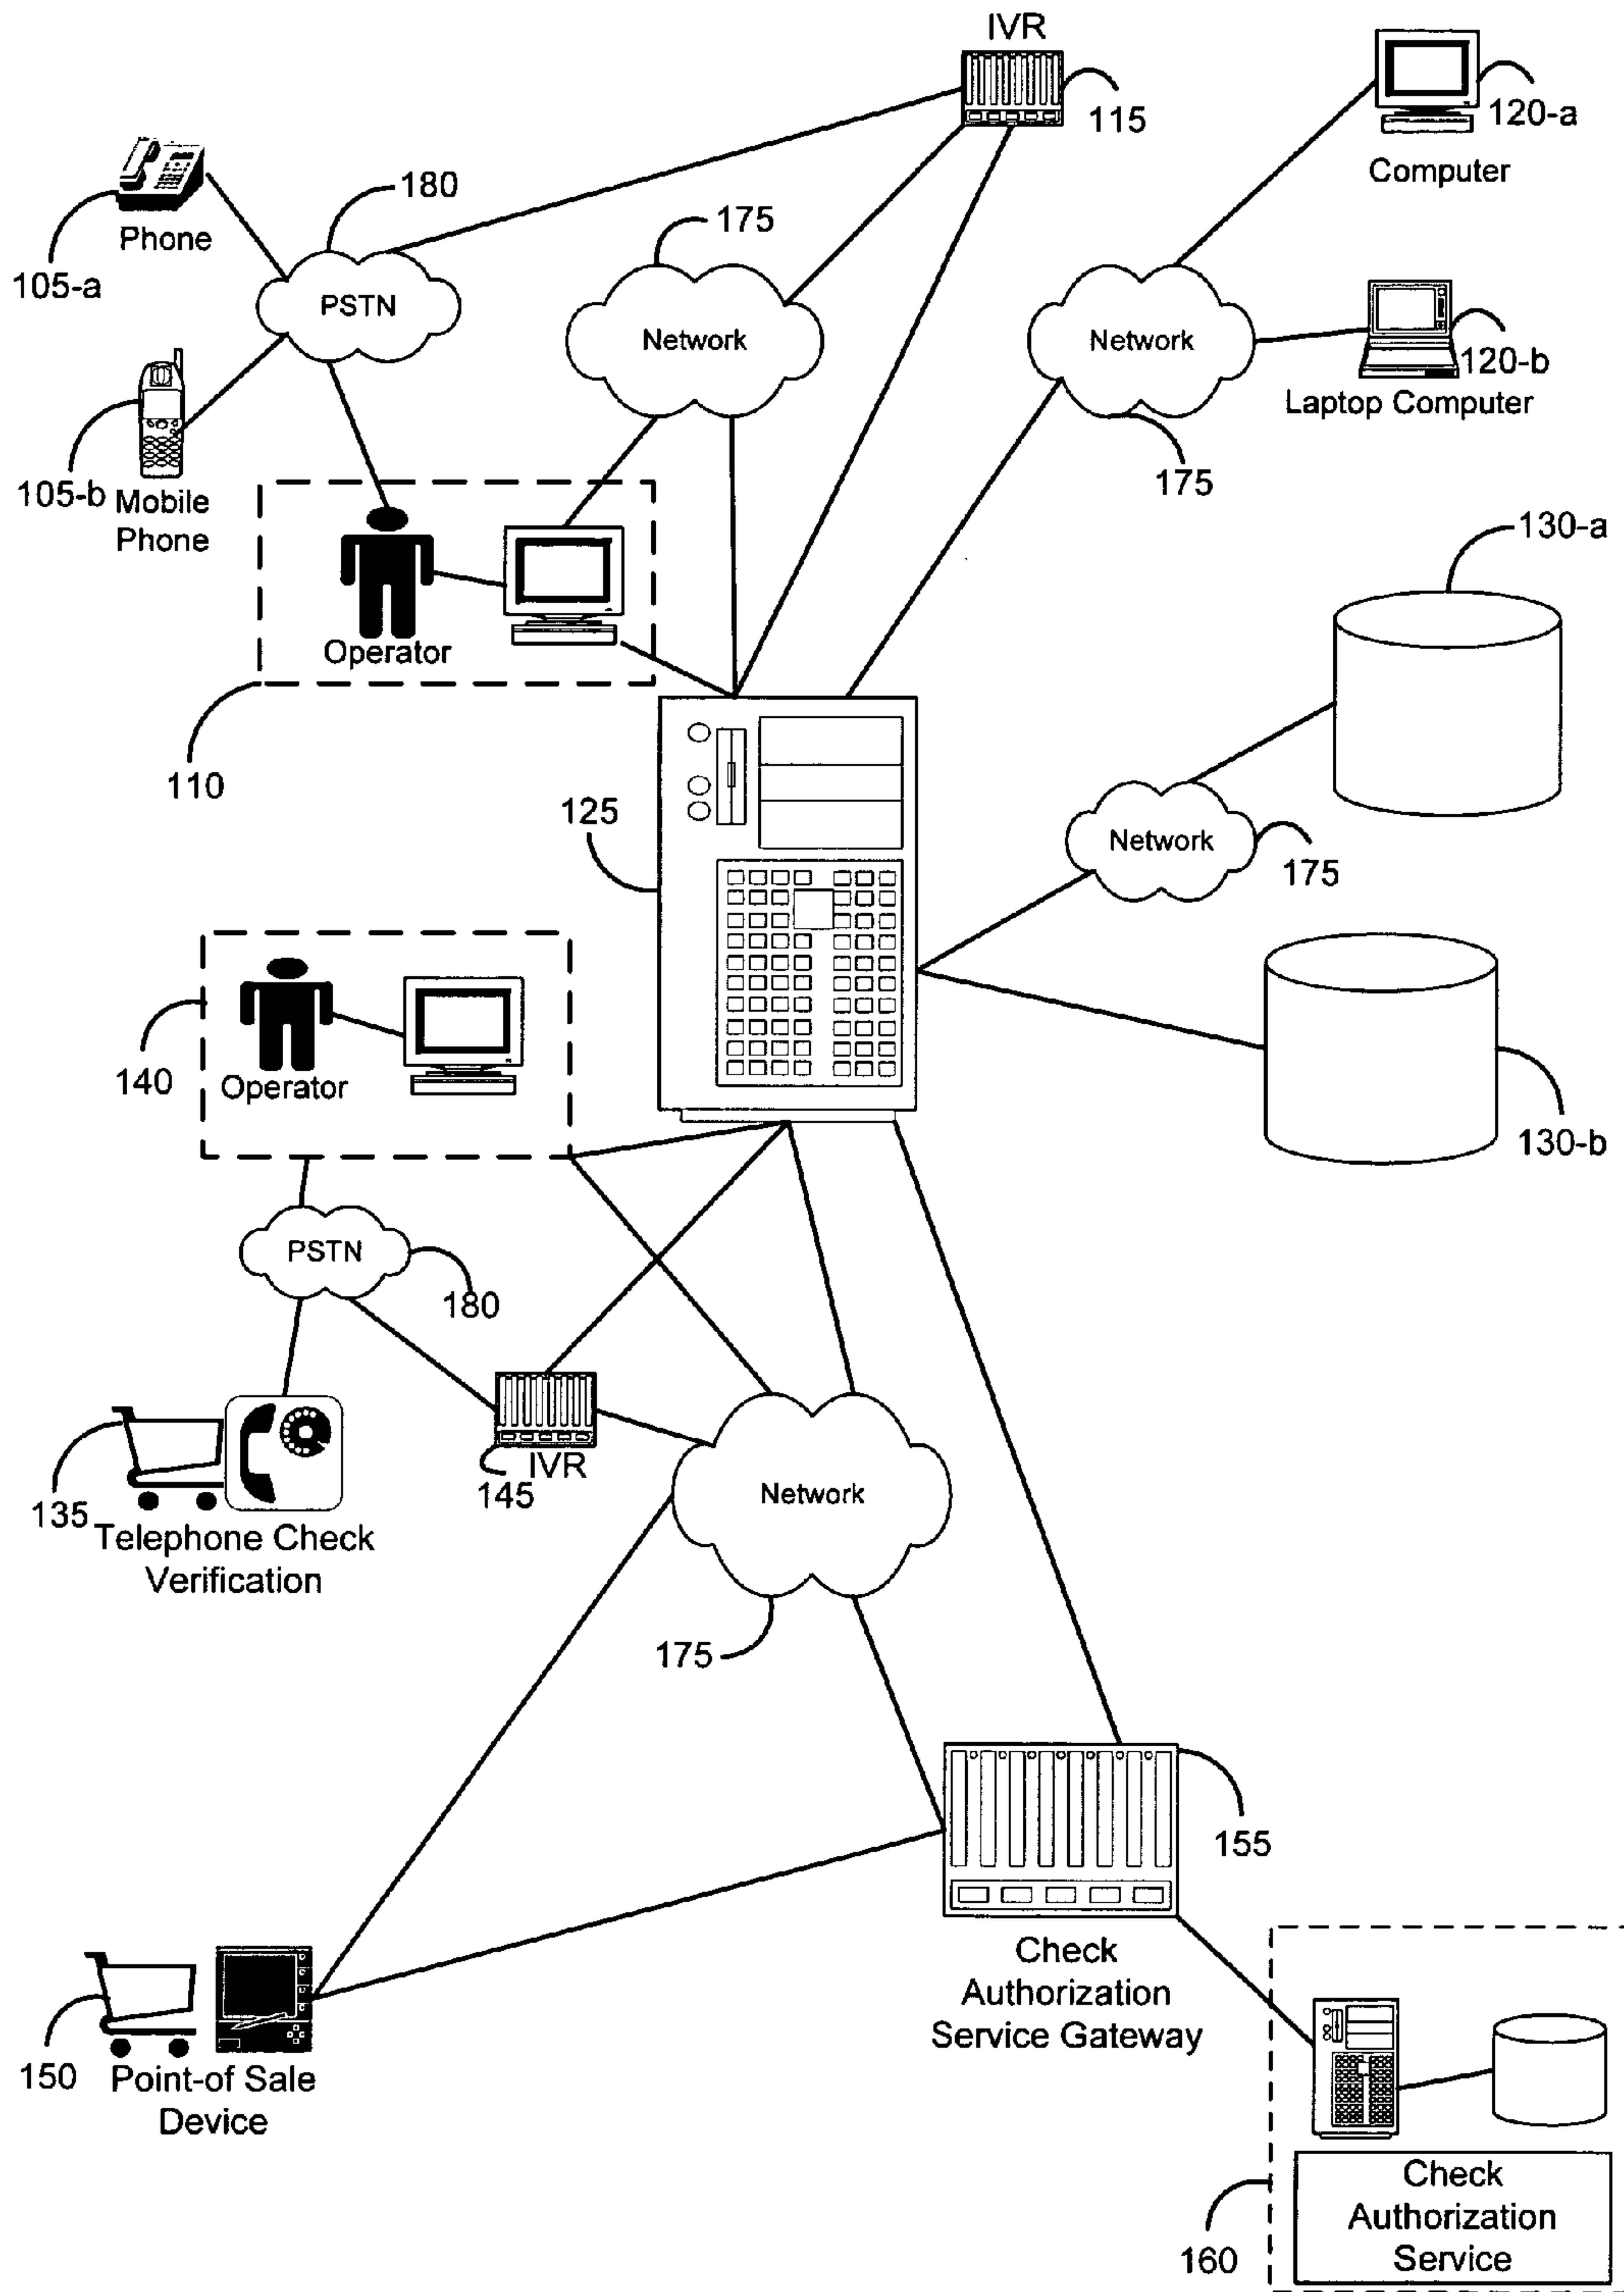 IVR
115
120-a
Computer
180
Phone
105-a
PSTN
175
Network
Network
120-b
Laptop Computer
175
105-b
Mobile
Phone
130-a
Operator
110
125
Network
175
140
Operator
130-b
PSTN
180
IVR
145
135
Telephone Check
Verification
Network
175
155
Check
Authorization
Service Gateway
150
Point-of Sale
Device
160
Check
Authorization
Service